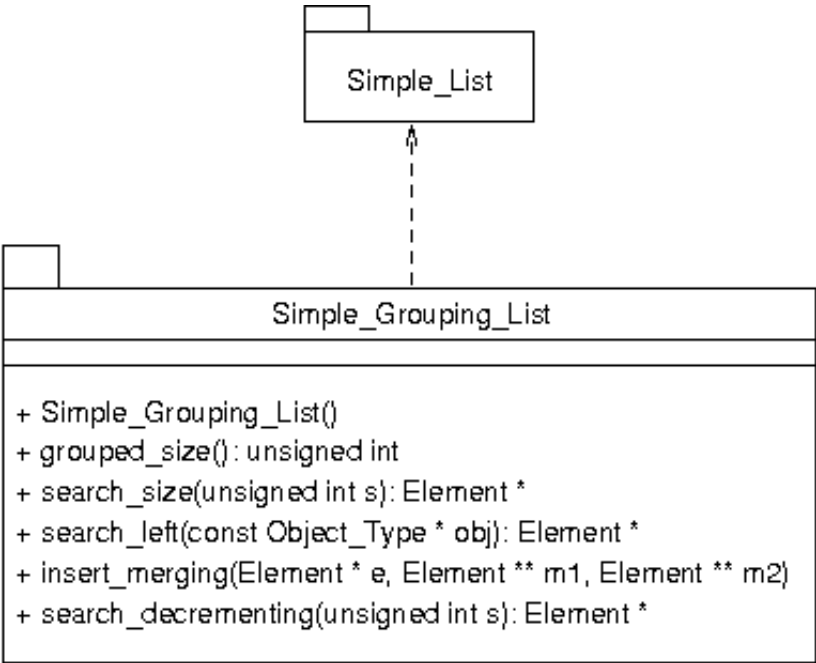 Simple_List
Simple_Grouping_List
+ Simple_Grouping_List()
+ grouped_size(): unsigned int
+ search_size(unsigned int s): Element *
+ search_left(const Object_Type * obj): Element *
+ insert_merging(Element * e, Element ** m1, Element ** m2)
+ search_decrementing(unsigned int s): Element *